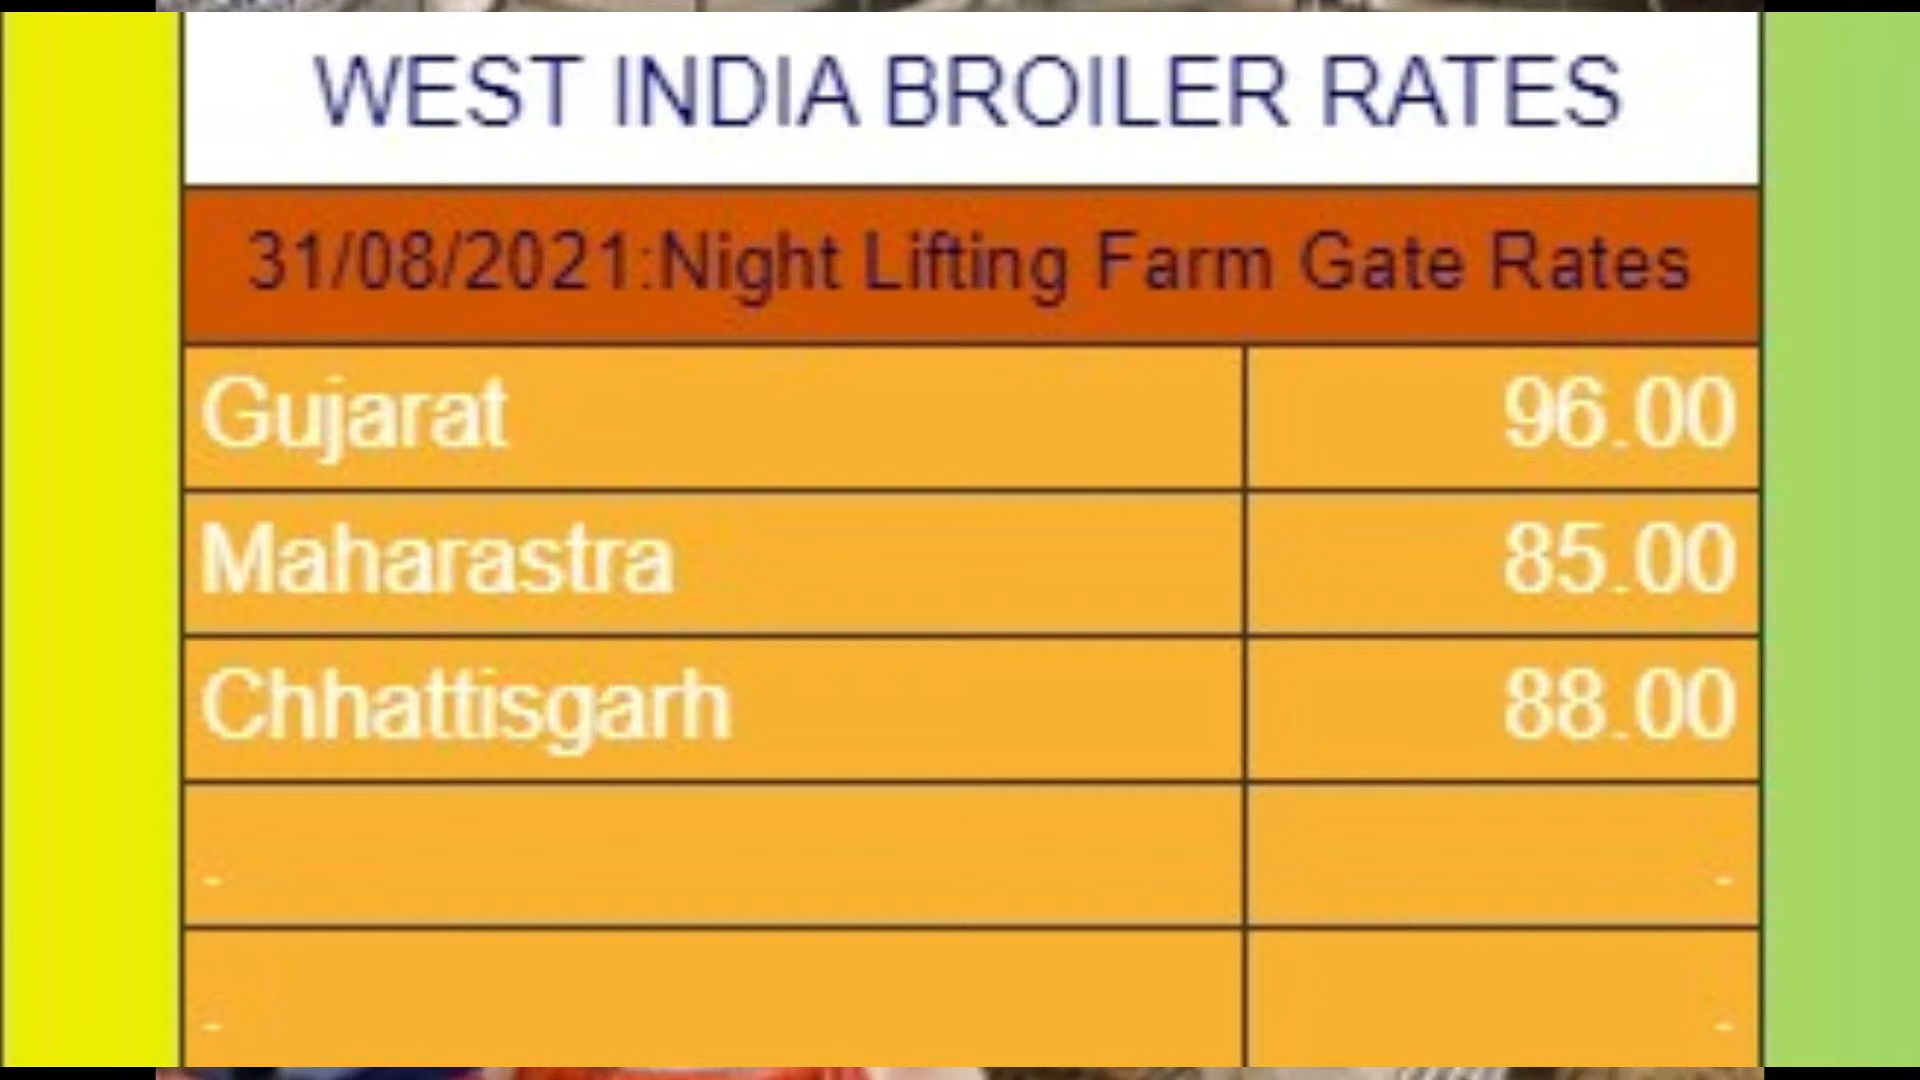 WEST INDIA BROILER RATES
31/08/2021:Night Lifting Farm Gate Rates
Gujarat 96.00
Maharastra 85.00
Chhattisgarh 88.00
- -
- -